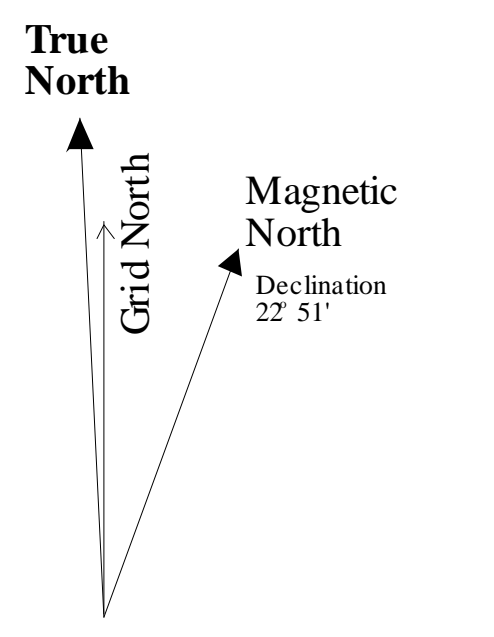 True
North
Grid North
Magnetic
North
Declination
22° 51'